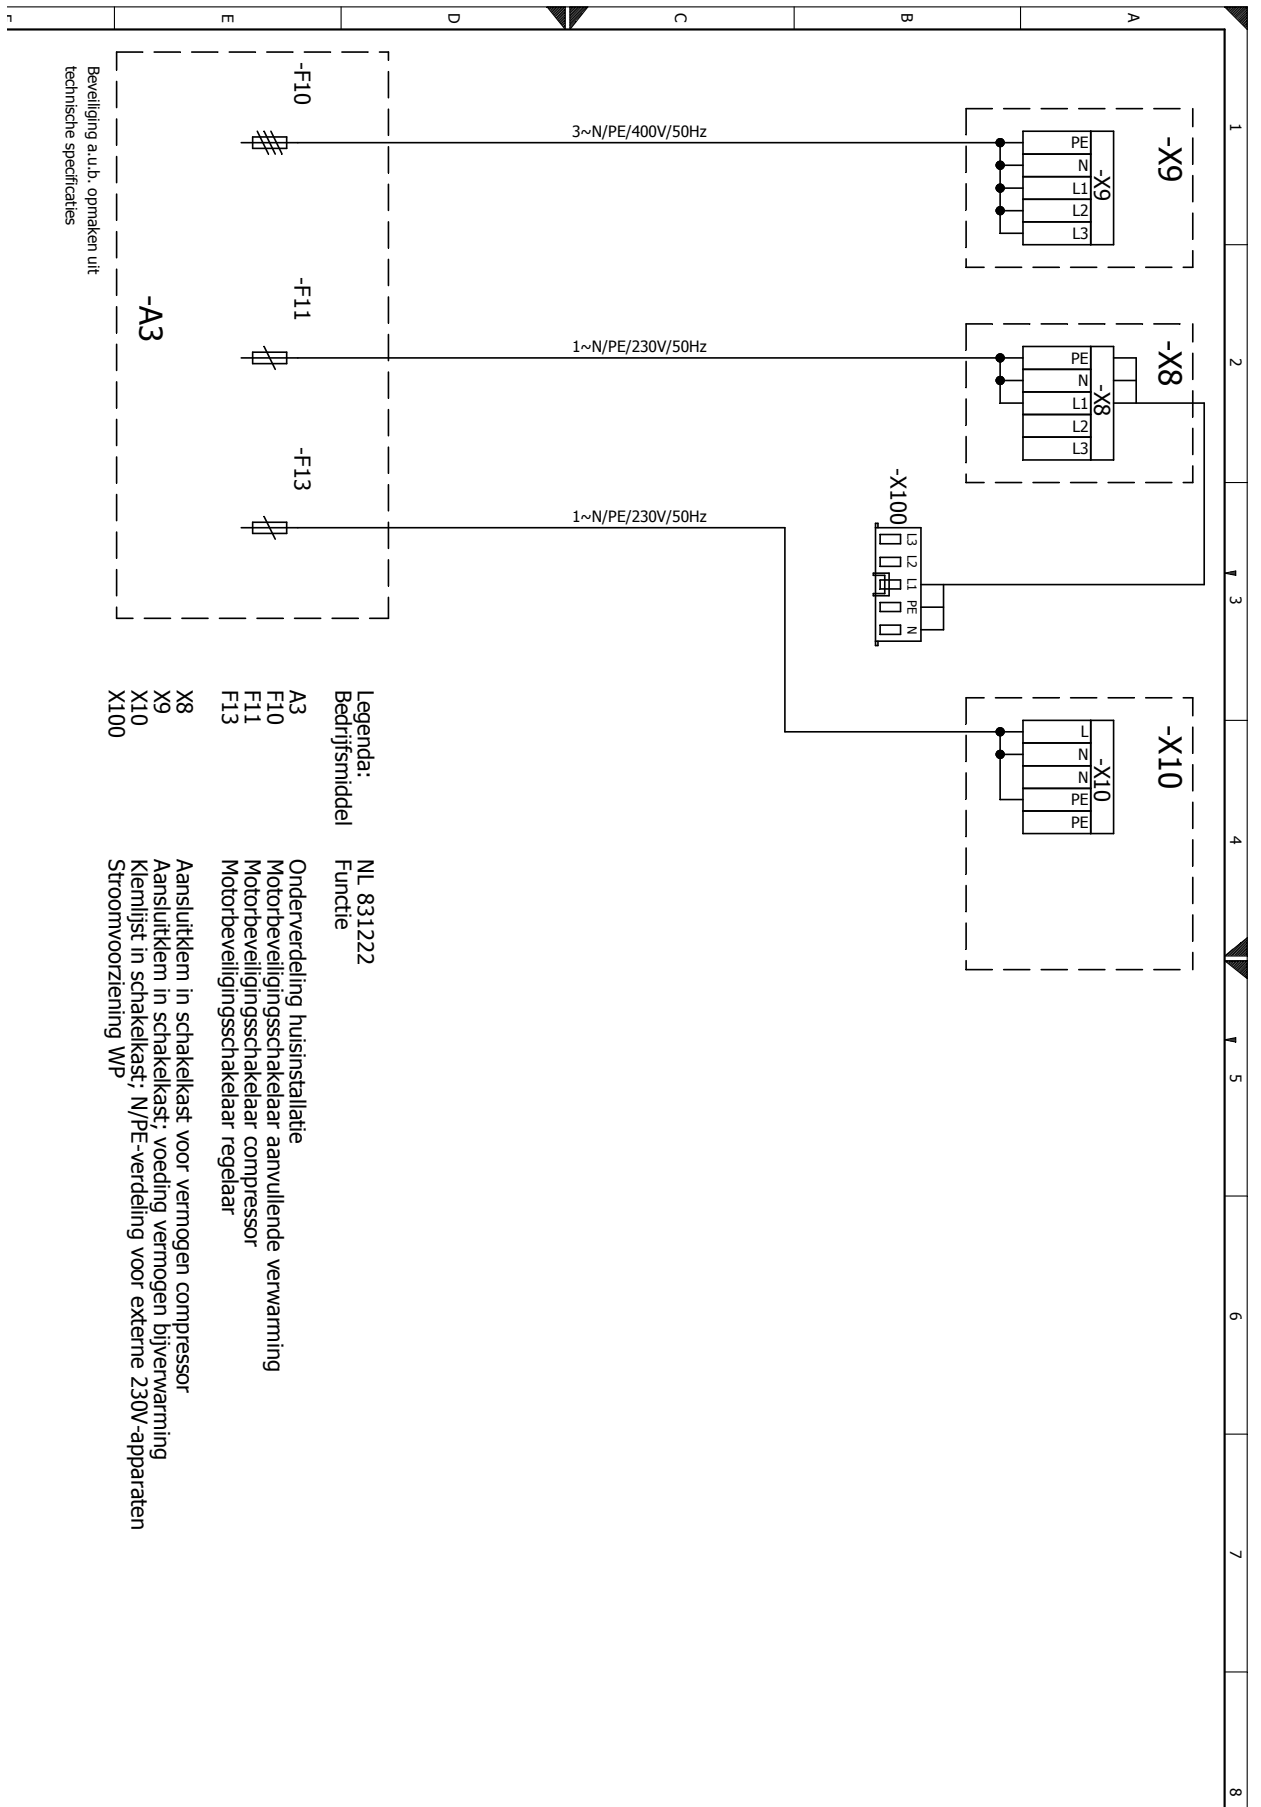 1
2
3
4
5
6
7
8
A
B
C
D
E
-X9
-X9
PE
N
L1
L2
L3
-X8
-X8
PE
N
L1
L2
L3
-X100
L3
L2
L1
PE
N
-X10
-X10
L
N
N
PE
PE
3~N/PE/400V/50Hz
1~N/PE/230V/50Hz
1~N/PE/230V/50Hz
-F10
-F11
-F13
-A3
Beveiliging a.u.b. opmaken uit
technische specificaties
Legenda: NL 831222
Bedrijfsmiddel Functie
A3 Onderverdeling huisinstallatie
F10 Motorbeveiligingsschakelaar aanvullende verwarming
F11 Motorbeveiligingsschakelaar compressor
F13 Motorbeveiligingsschakelaar regelaar
X8 Aansluitklem in schakelkast voor vermogen compressor
X9 Aansluitklem in schakelkast; voeding vermogen bijverwarming
X10 Klemlijst in schakelkast; N/PE-verdeling voor externe 230V-apparaten
X100 Stroomvoorziening WP